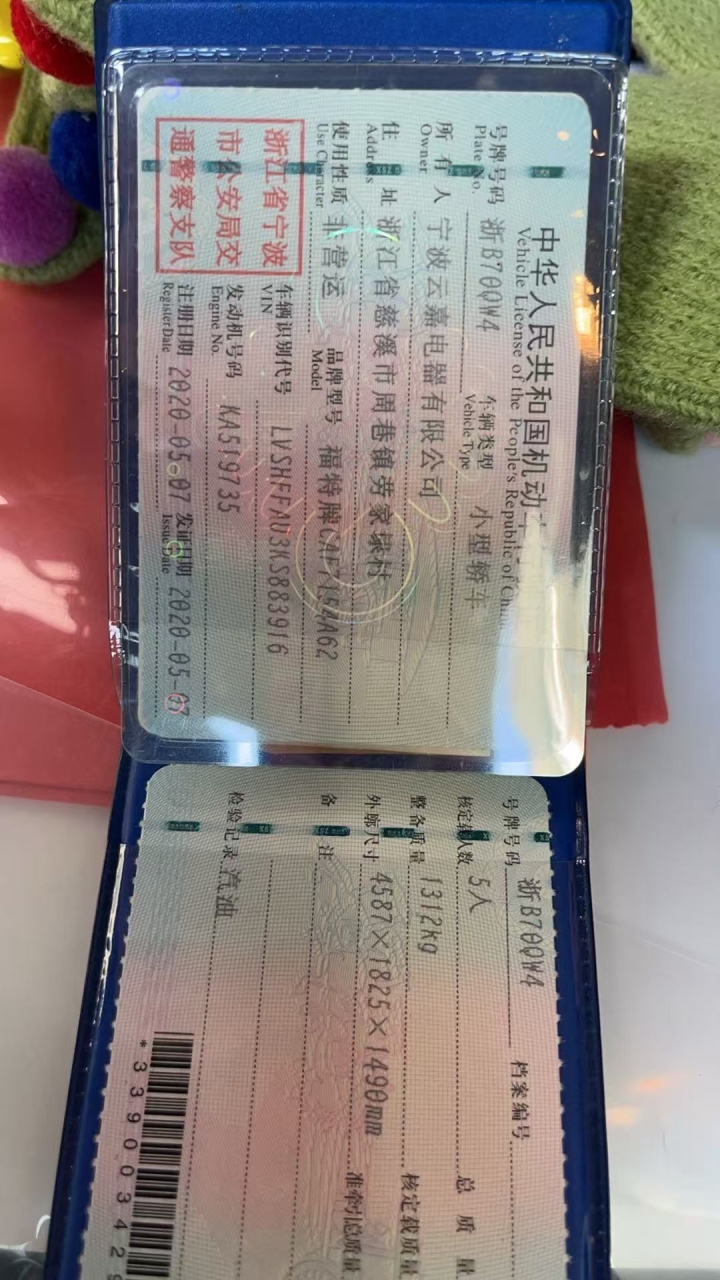 中华人民共和国机动
Vehicle License of the People's Republic of Chi
号牌号码 浙B70QW4 车辆类型 小型轿车
Plate No. Vehicle Type
所有人 宁波云嘉电器有限公司
Owner
住址 浙江省慈溪市周巷镇劳家埭村
Address
使用性质 非营运 品牌型号 福特牌
Use Character Model
浙江省宁波
市公安局交
通警察支队
车辆识别代号 LVSHFFAU3KS883916
VIN
发动机号码 KA519735
Engine No.
注册日期 2020-05-07 发证日期 2020-05-07
Register Date Issue Date
号牌号码 浙B70QW4 档案编号
核定载人数 5人 总质量
整备质量 1312kg 核定载质量
外廓尺寸 4587×1825×1490mm 准牵引总质量
备注
检验记录 汽油
*339003429